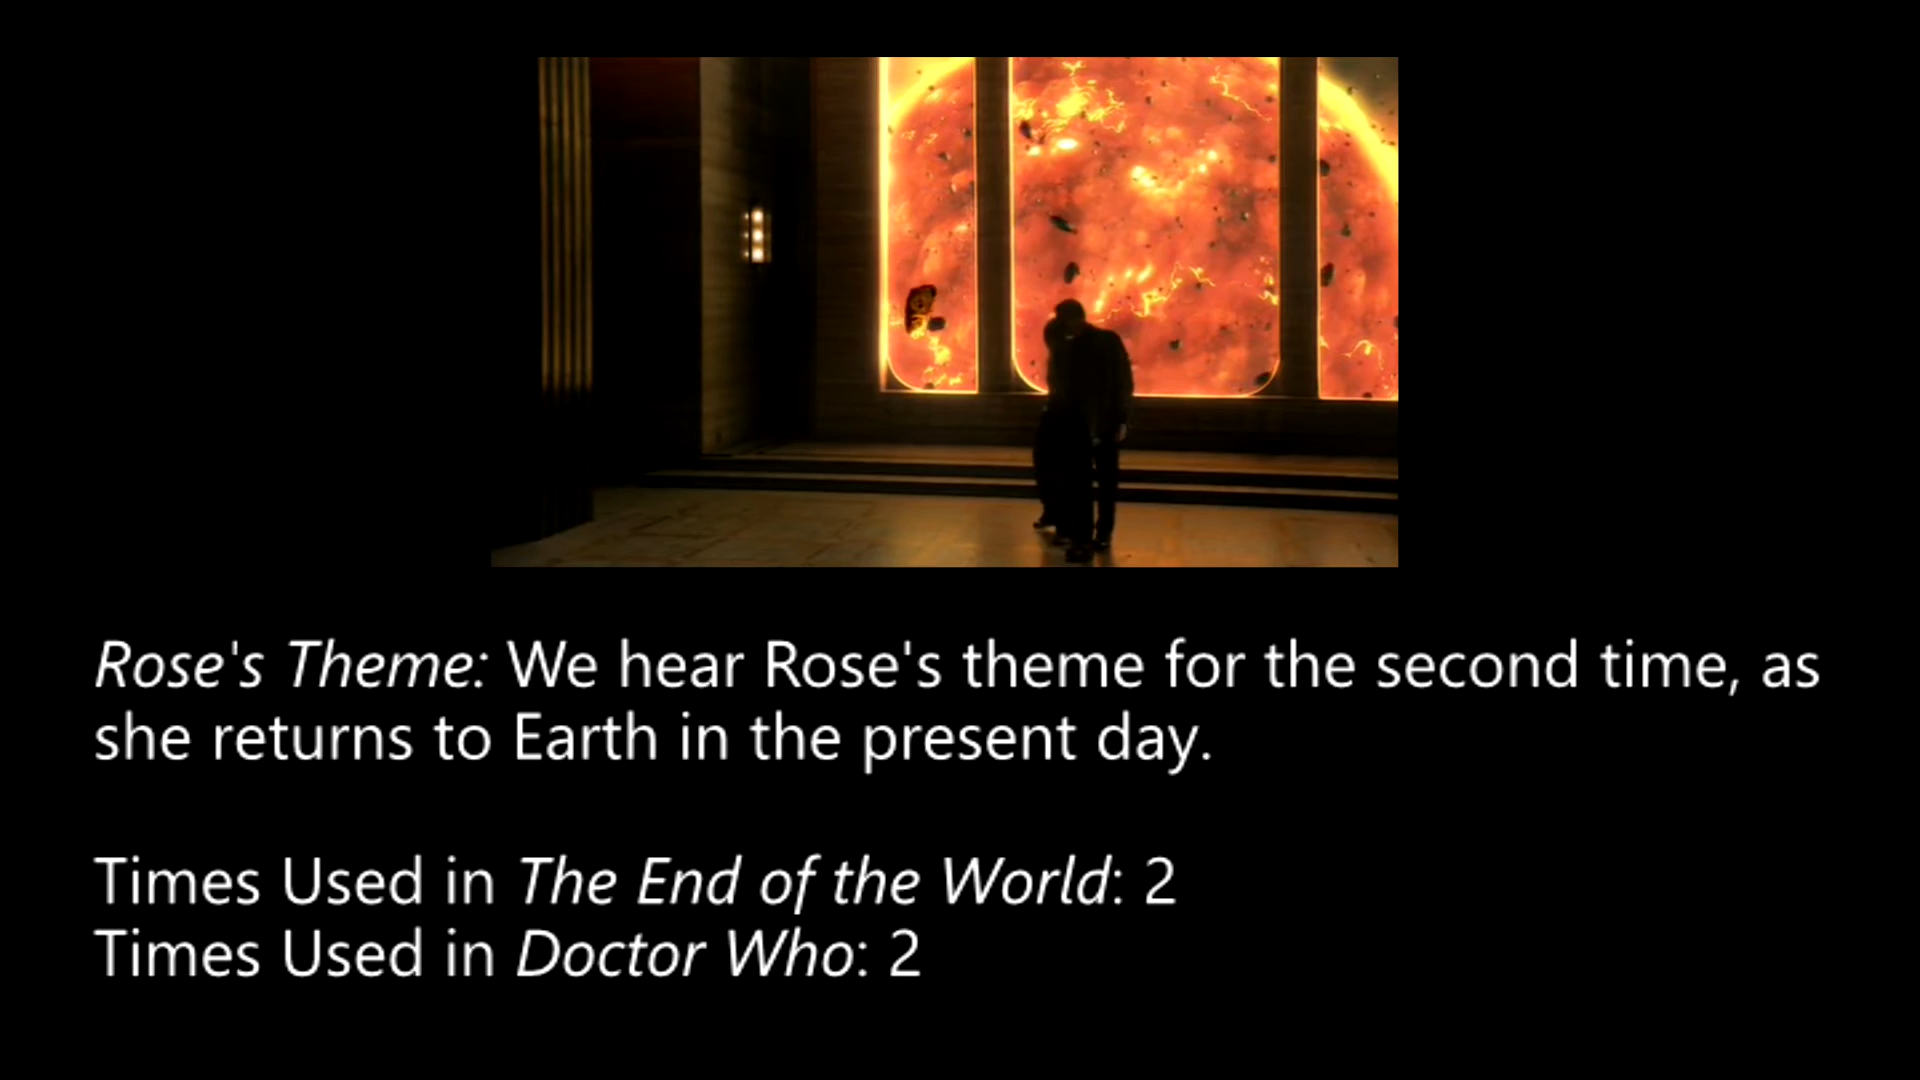 Rose's Theme: We hear Rose's theme for the second time, as
she returns to Earth in the present day.
Times Used in The End of the World: 2
Times Used in Doctor Who: 2